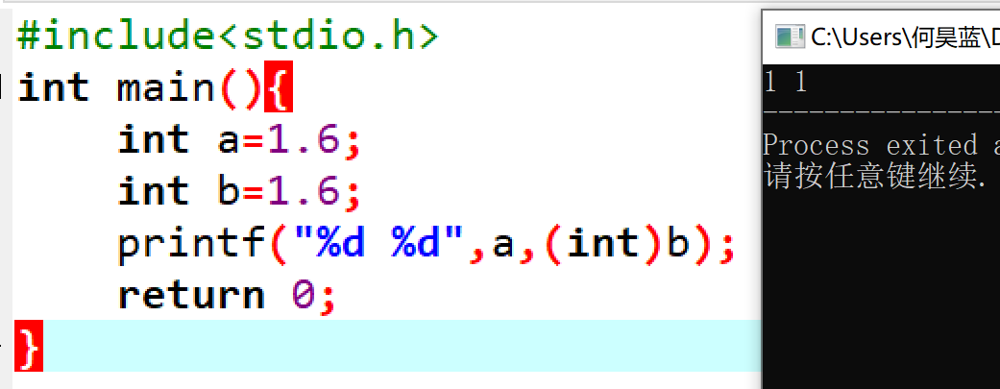 #include<stdio.h>
int main(){
int a=1.6;
int b=1.6;
printf("%d %d",a,(int)b);
return 0;
}
C:\Users\何昊蓝\D
1 1
--------------------
Process exited a
请按任意键继续.